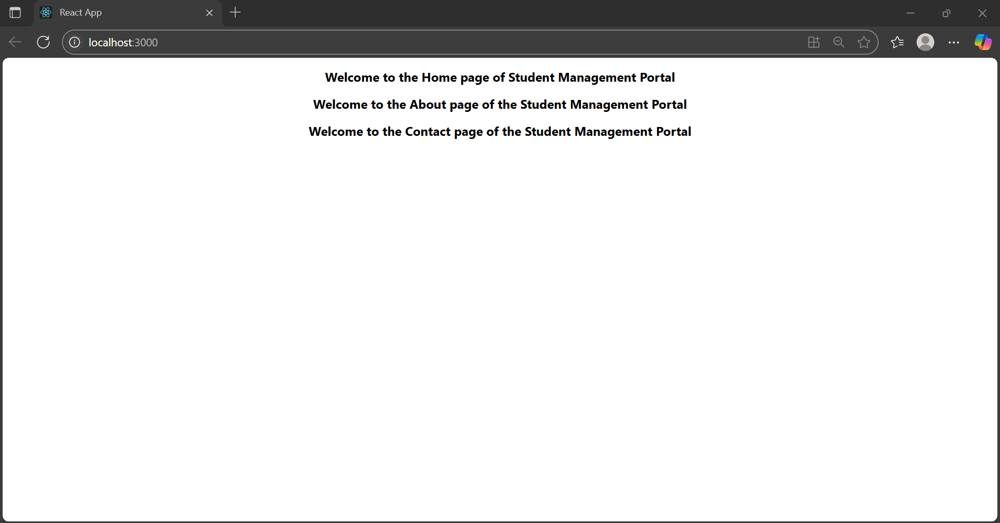 React App
localhost:3000
Welcome to the Home page of Student Management Portal
Welcome to the About page of the Student Management Portal
Welcome to the Contact page of the Student Management Portal